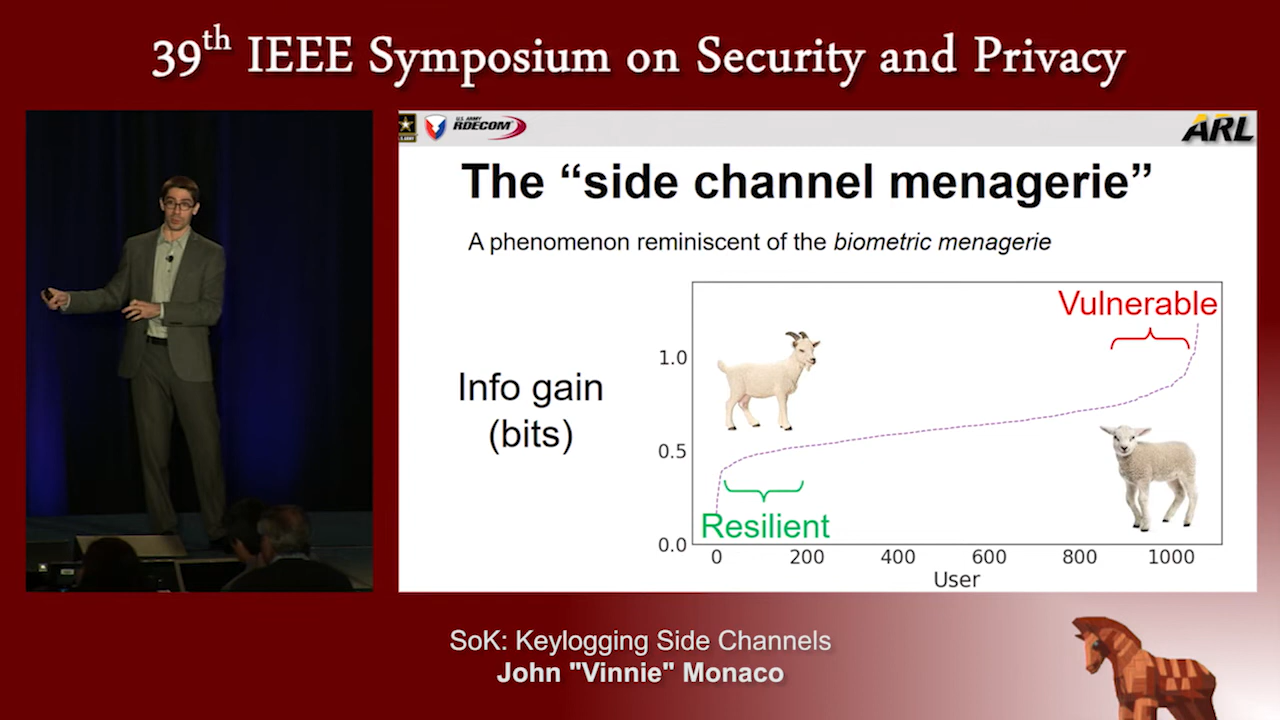 39th IEEE Symposium on Security and Privacy
U.S. ARMY
RDECOM
ARL
The “side channel menagerie”
A phenomenon reminiscent of the biometric menagerie
Vulnerable
Info gain
(bits)
1.0
0.5
0.0
Resilient
0 200 400 600 800 1000
User
SoK: Keylogging Side Channels
John "Vinnie" Monaco